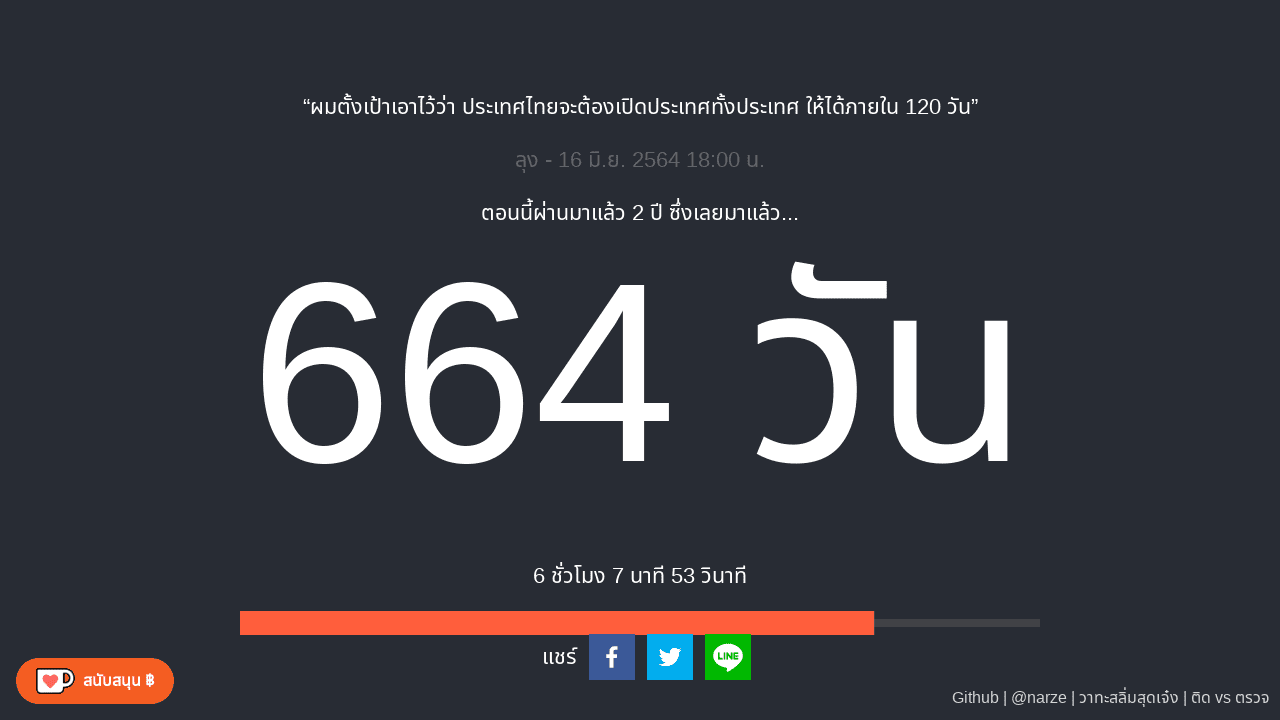 “ผมตั้งเป้าเอาไว้ว่า ประเทศไทยจะต้องเปิดประเทศทั้งประเทศ ให้ได้ภายใน 120 วัน”
ลุง - 16 มิ.ย. 2564 18:00 น.
ตอนนี้ผ่านมาแล้ว 2 ปี ซึ่งเลยมาแล้ว...
664 วัน
6 ชั่วโมง 7 นาที 53 วินาที
แชร์
LINE
สนับสนุน ฿
Github | @narze | วาทะสลิ่มสุดเจ๋ง | ติด vs ตรวจ